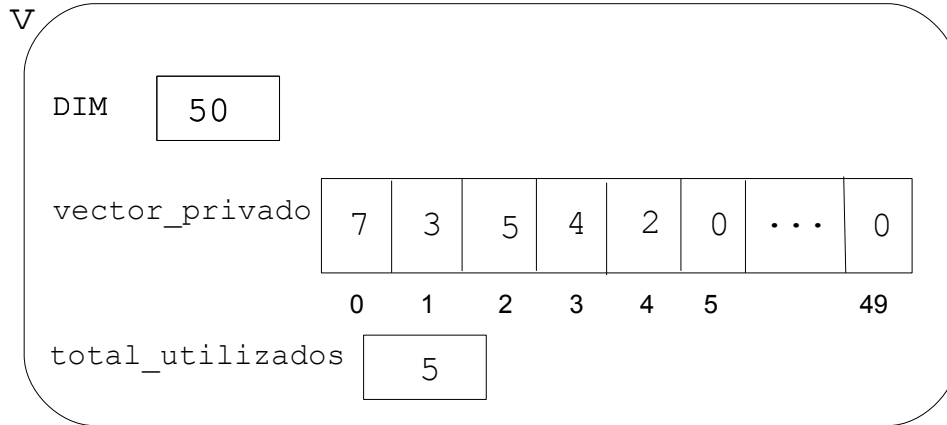 V
DIM 50
vector_privado 7 3 5 4 2 0 ... 0
0 1 2 3 4 5 49
total_utilizados 5